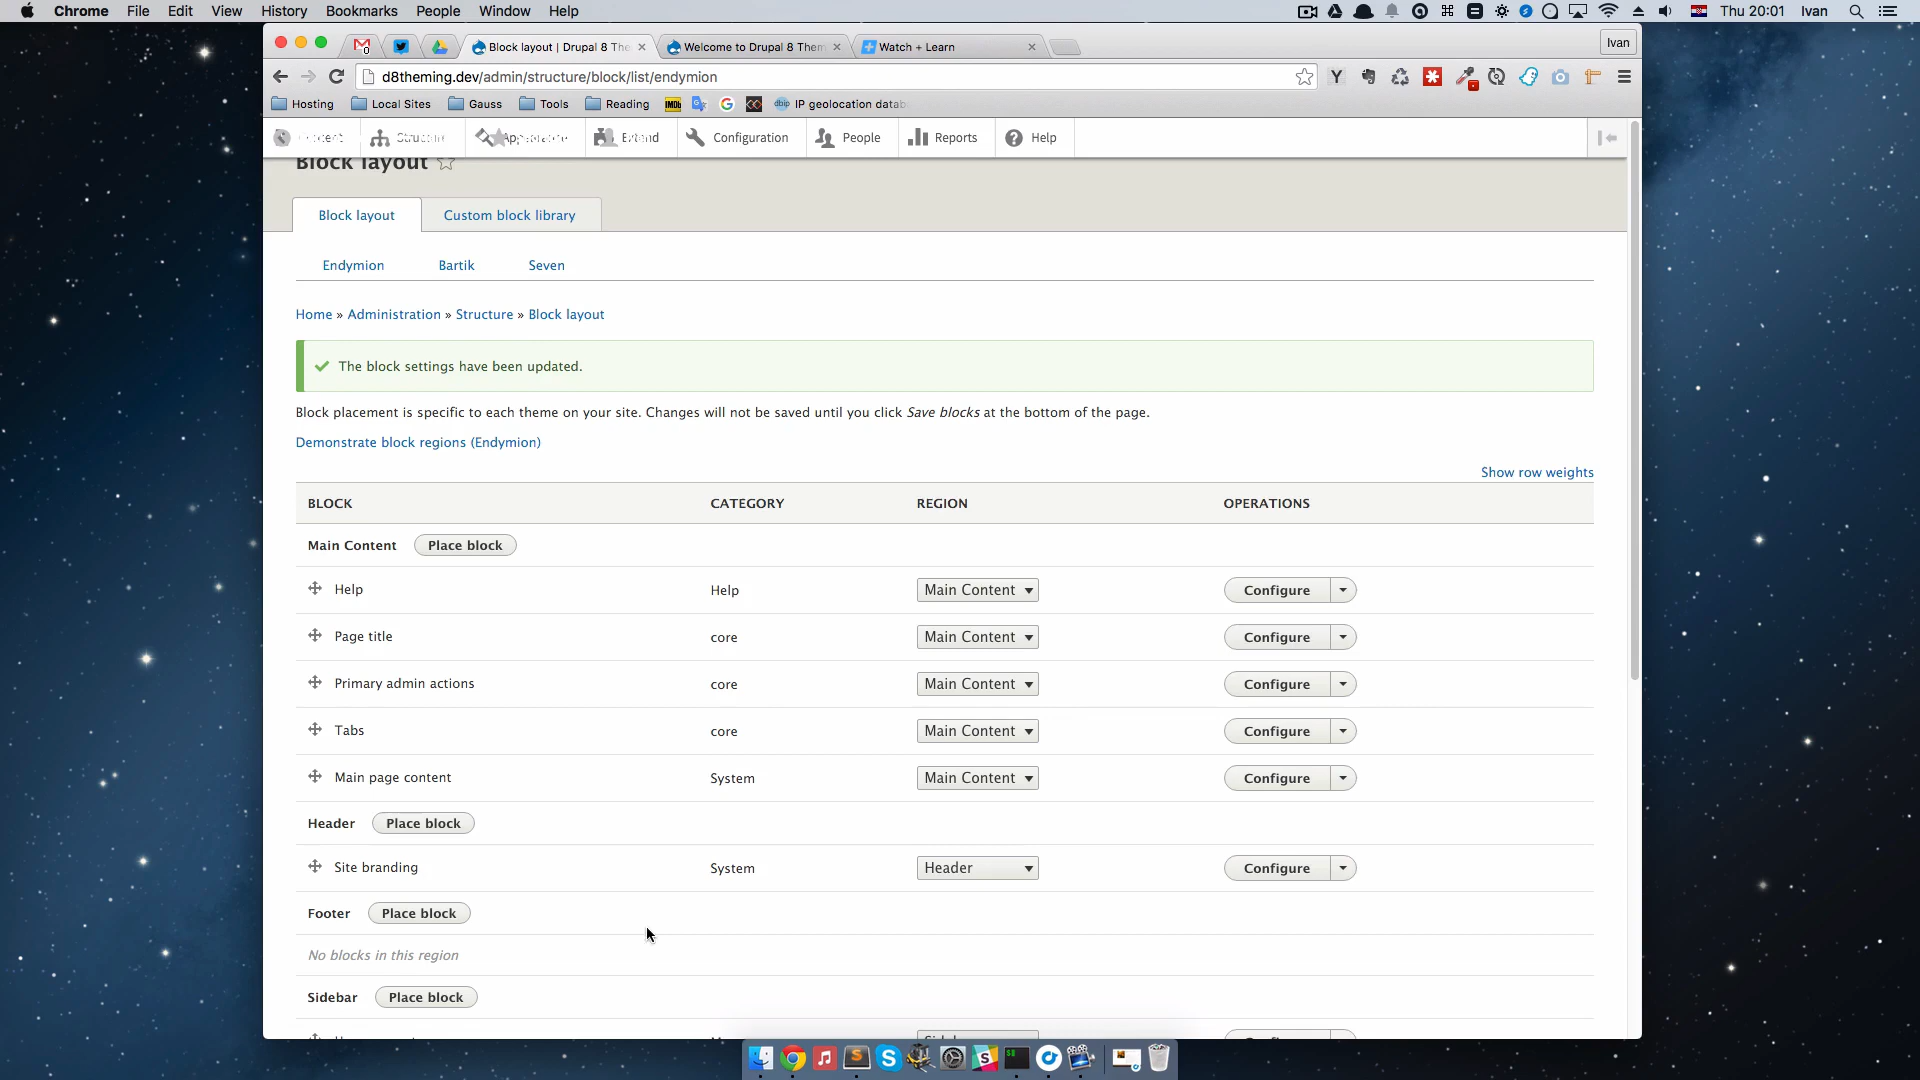 Chrome File Edit View History Bookmarks People Window Help Thu 20:01 Ivan
Block layout | Drupal 8 The Welcome to Drupal 8 Them Watch + Learn Ivan
d8theming.dev/admin/structure/block/list/endymion
Hosting Local Sites Gauss Tools Reading IMDb dbip IP geolocation datab
Extend Configuration People Reports Help
Block layout
Block layout Custom block library
Endymion Bartik Seven
Home » Administration » Structure » Block layout
The block settings have been updated.
Block placement is specific to each theme on your site. Changes will not be saved until you click Save blocks at the bottom of the page.
Demonstrate block regions (Endymion)
Show row weights
BLOCK CATEGORY REGION OPERATIONS
Main Content Place block
Help Help Main Content Configure
Page title core Main Content Configure
Primary admin actions core Main Content Configure
Tabs core Main Content Configure
Main page content System Main Content Configure
Header Place block
Site branding System Header Configure
Footer Place block
No blocks in this region
Sidebar Place block